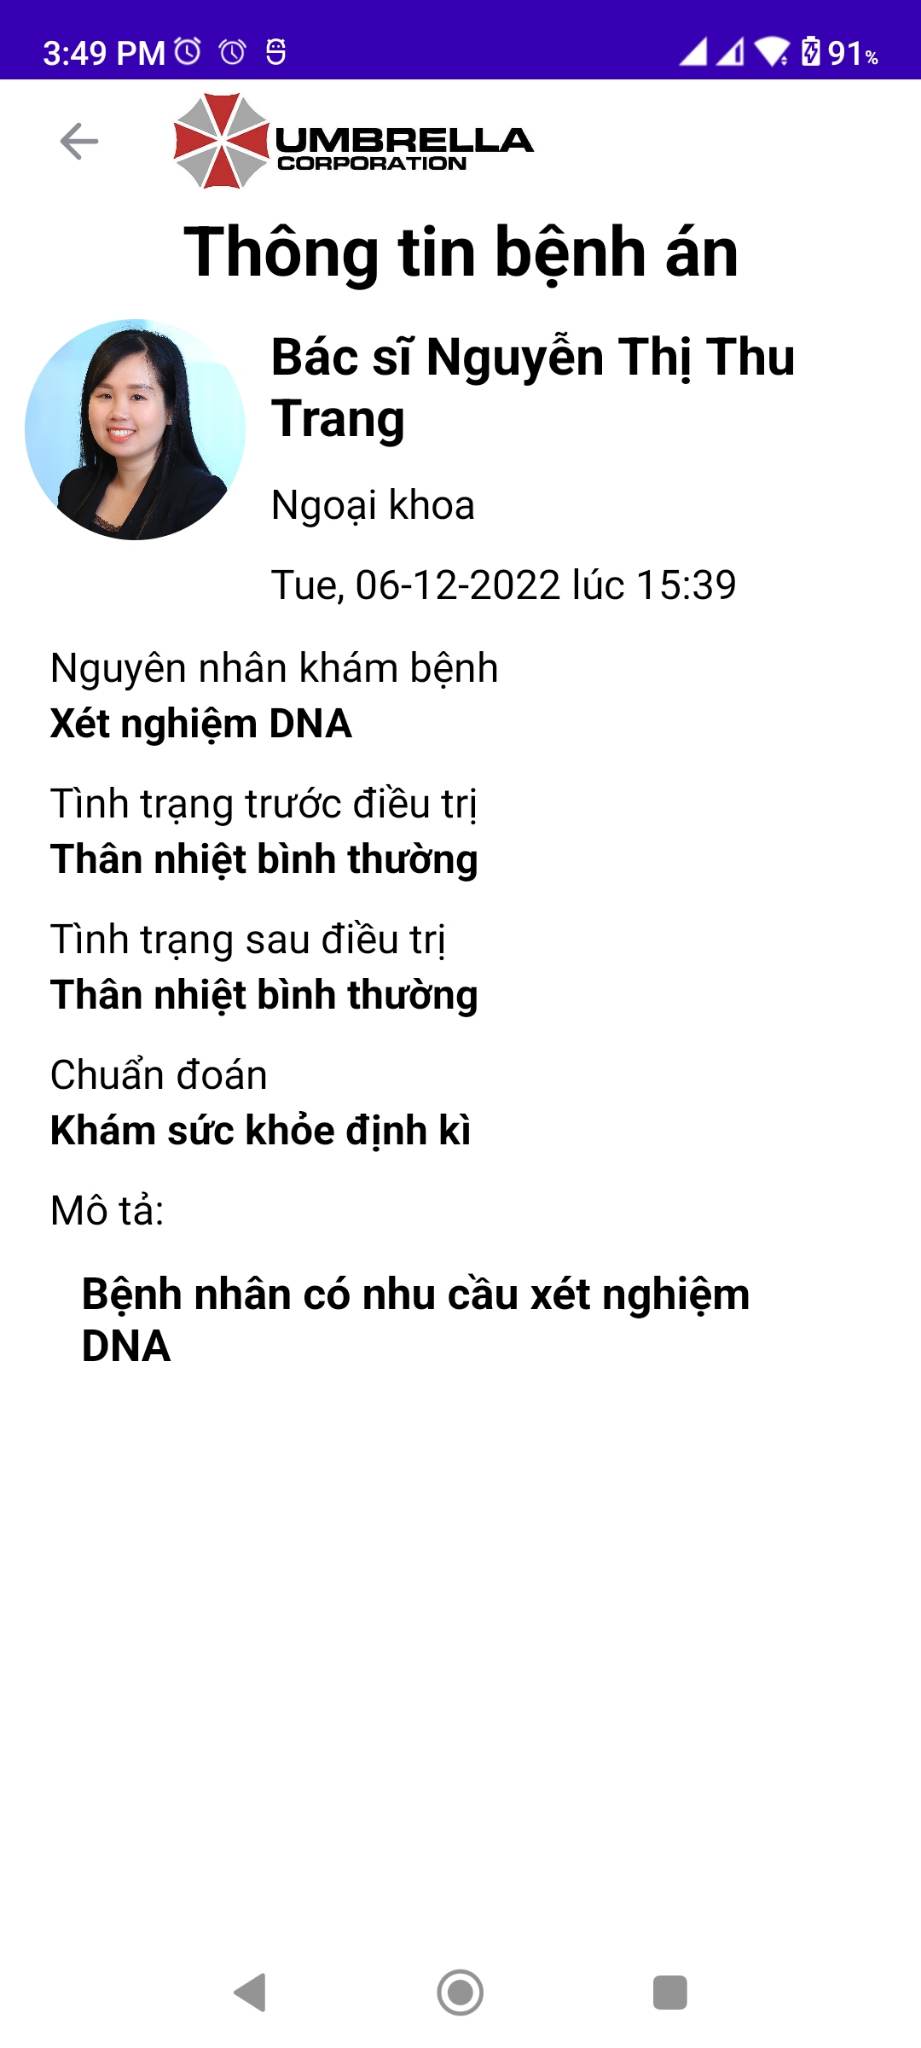 3:49 PM 91%
UMBRELLA
CORPORATION
Thông tin bệnh án
Bác sĩ Nguyễn Thị Thu
Trang
Ngoại khoa
Tue, 06-12-2022 lúc 15:39
Nguyên nhân khám bệnh
Xét nghiệm DNA
Tình trạng trước điều trị
Thân nhiệt bình thường
Tình trạng sau điều trị
Thân nhiệt bình thường
Chuẩn đoán
Khám sức khỏe định kì
Mô tả:
Bệnh nhân có nhu cầu xét nghiệm
DNA